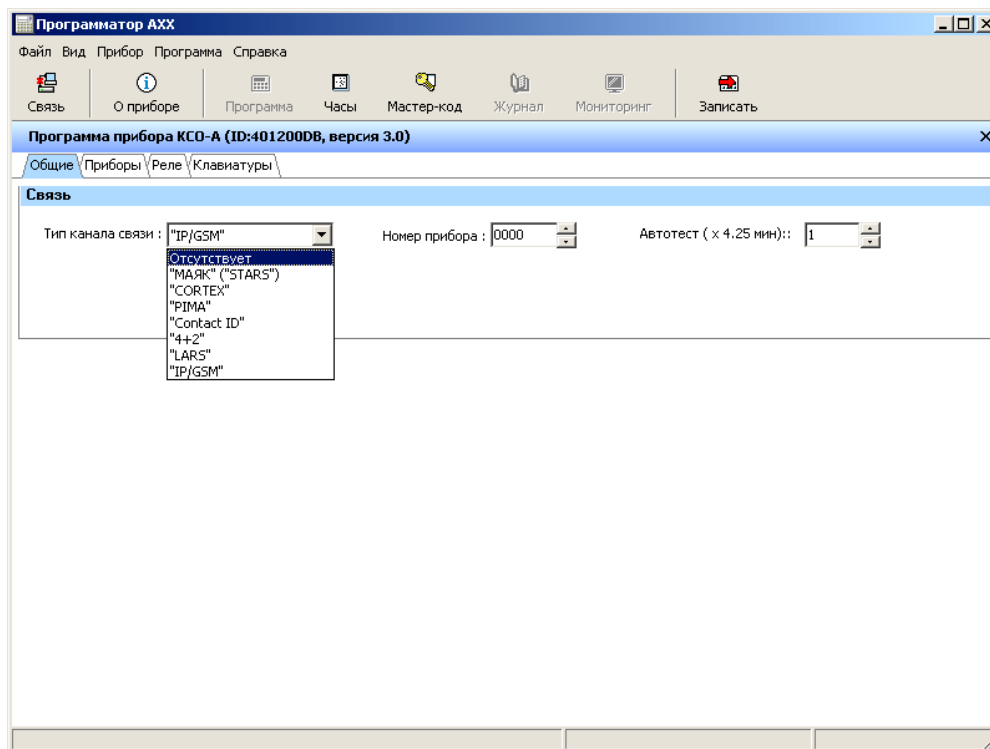 Программатор АХХ
Файл Вид Прибор Программа Справка
Связь О приборе Программа Часы Мастер-код Журнал Мониторинг Записать
Программа прибора КСО-А (ID:401200DB, версия 3.0)
Общие Приборы Реле Клавиатуры
Связь
Тип канала связи : "IP/GSM" Номер прибора : 0000 Автотест ( х 4.25 мин):: 1
Отсутствует
"МАЯК" ("STARS")
"CORTEX"
"PIMA"
"Contact ID"
"4+2"
"LARS"
"IP/GSM"